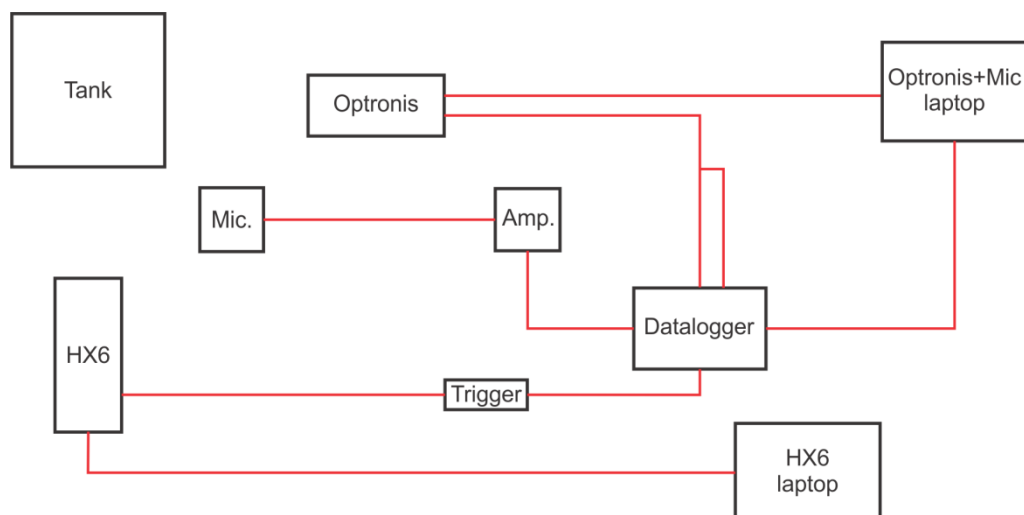 Tank
Optronis
Optronis+Mic
laptop
Mic.
Amp.
Datalogger
HX6
Trigger
HX6
laptop